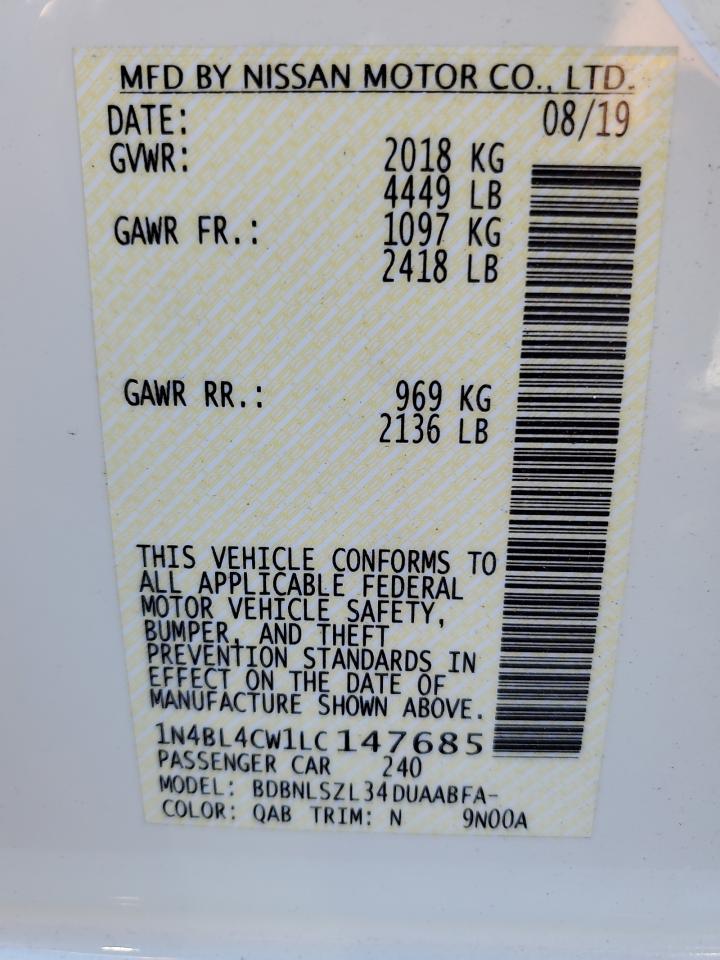 MFD BY NISSAN MOTOR CO., LTD.
DATE: 08/19
GVWR: 2018 KG
4449 LB
GAWR FR.: 1097 KG
2418 LB
GAWR RR.: 969 KG
2136 LB
THIS VEHICLE CONFORMS TO
ALL APPLICABLE FEDERAL
MOTOR VEHICLE SAFETY,
BUMPER, AND THEFT
PREVENTION STANDARDS IN
EFFECT ON THE DATE OF
MANUFACTURE SHOWN ABOVE.
1N4BL4CW1LC147685
PASSENGER CAR 240
MODEL: BDBNLSZL34DUAABFA-
COLOR: QAB TRIM: N 9N00A